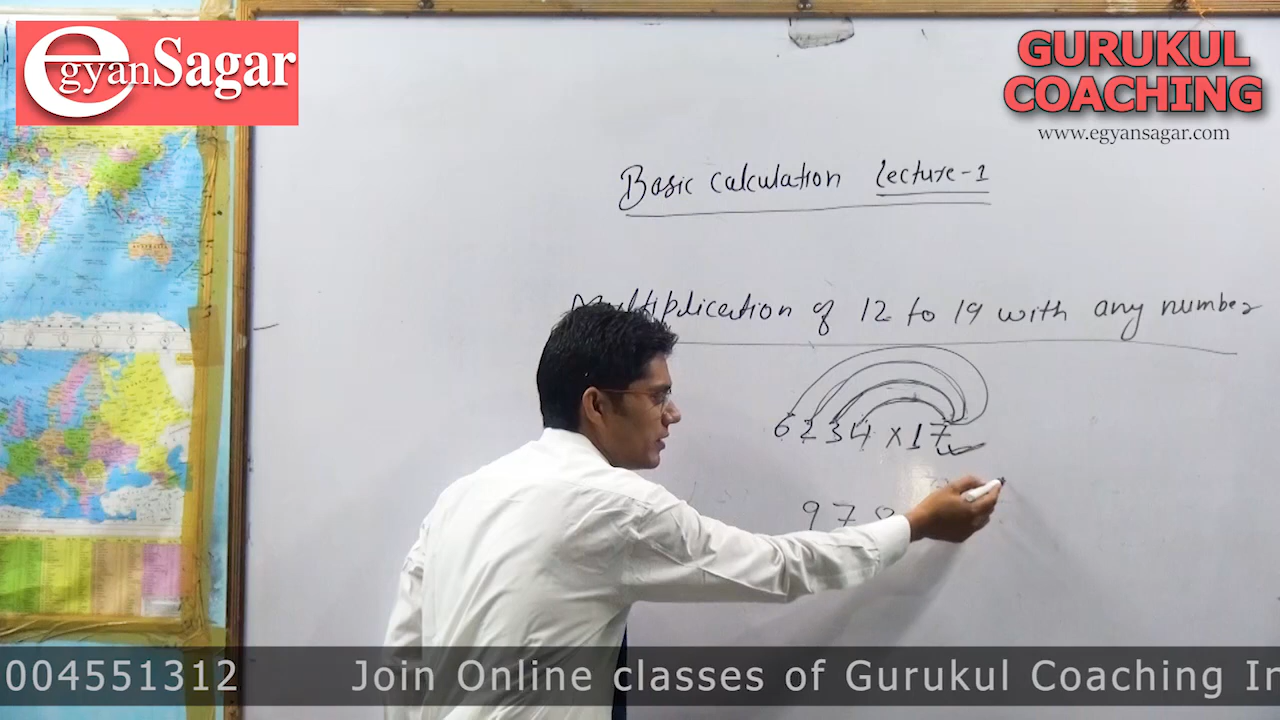 egyanSagar
GURUKUL
COACHING
www.egyansagar.com
Basic calculation Lecture-1
Multiplication of 12 to 19 with any number
6234 x 17
97
004551312 Join Online classes of Gurukul Coaching In